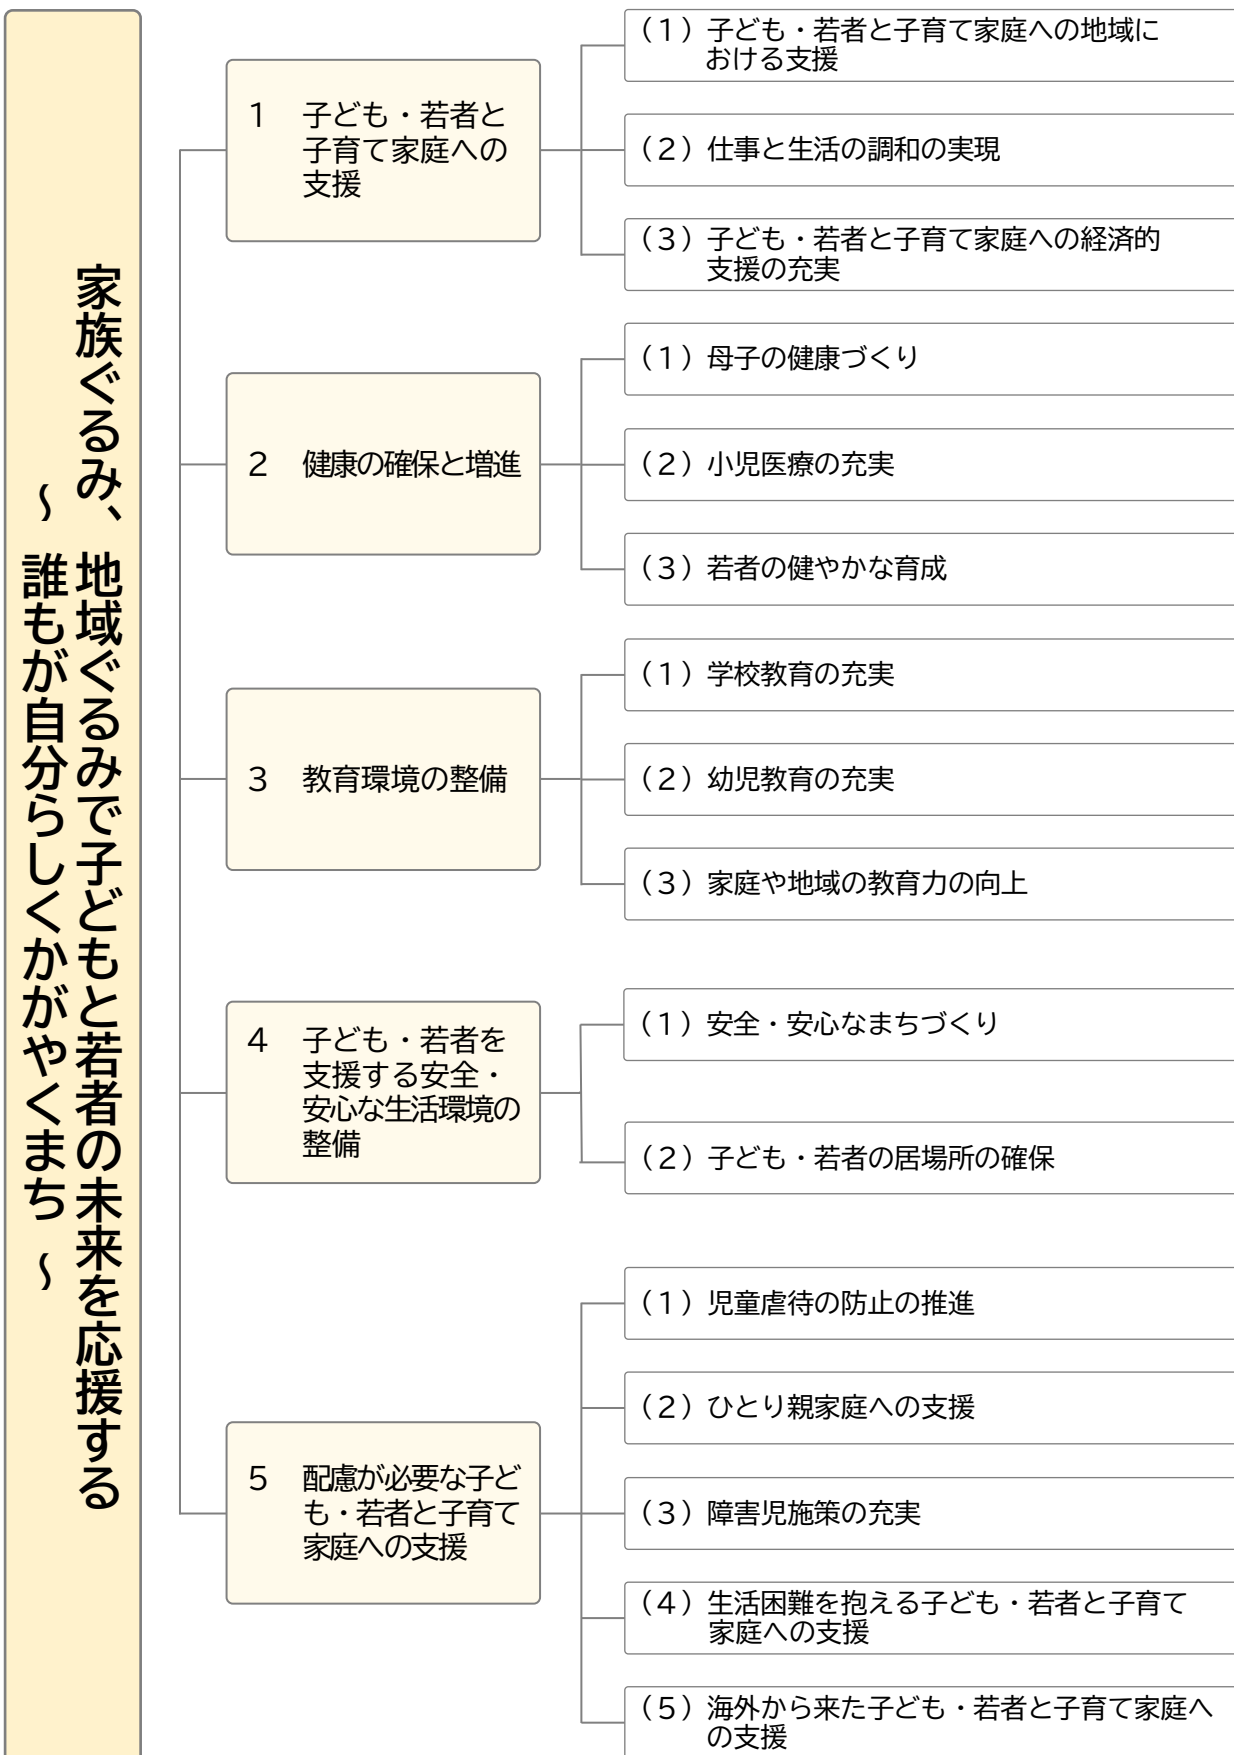 家族ぐるみ、地域ぐるみで子どもと若者の未来を応援する
～ 誰もが自分らしくかがやくまち ～
1 子ども・若者と
子育て家庭への
支援
（1）子ども・若者と子育て家庭への地域に
おける支援
（2）仕事と生活の調和の実現
（3）子ども・若者と子育て家庭への経済的
支援の充実
2 健康の確保と増進
（1）母子の健康づくり
（2）小児医療の充実
（3）若者の健やかな育成
3 教育環境の整備
（1）学校教育の充実
（2）幼児教育の充実
（3）家庭や地域の教育力の向上
4 子ども・若者を
支援する安全・
安心な生活環境の
整備
（1）安全・安心なまちづくり
（2）子ども・若者の居場所の確保
5 配慮が必要な子ど
も・若者と子育て
家庭への支援
（1）児童虐待の防止の推進
（2）ひとり親家庭への支援
（3）障害児施策の充実
（4）生活困難を抱える子ども・若者と子育て
家庭への支援
（5）海外から来た子ども・若者と子育て家庭へ
の支援